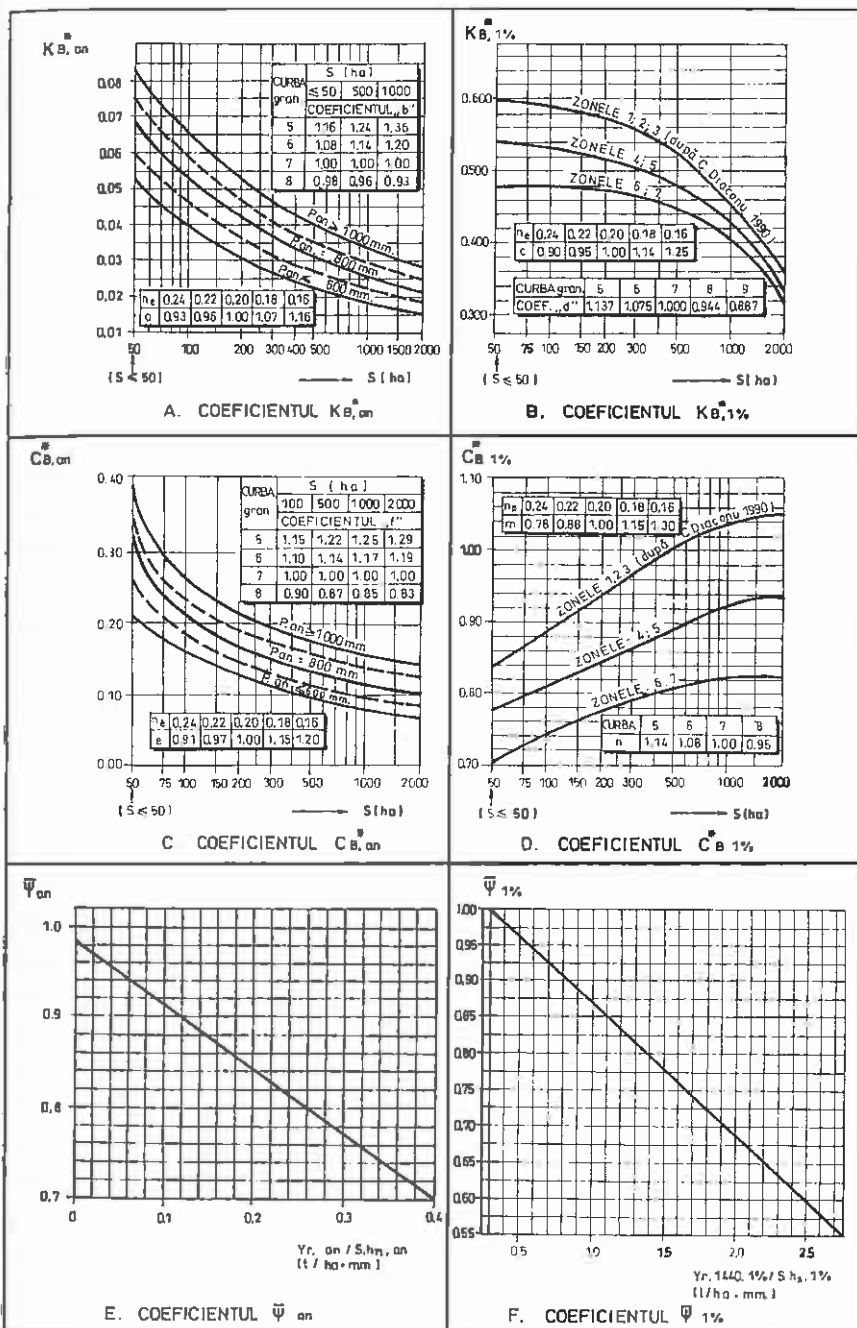 K*B, an
0.08
0.07
0.06
0.05
0.04
0.03
0.02
0.01
CURBA gran. S (ha)
≤50 500 1000
COEFICIENTUL „b"
5 1.16 1.24 1.36
6 1.08 1.14 1.20
7 1.00 1.00 1.00
8 0.98 0.96 0.93
Pan ≥ 1000 mm.
Pan = 800 mm
Pan ≤ 600 mm.
ne 0,24 0,22 0,20 0,18 0,16
a 0.93 0.96 1.00 1.07 1.16
50 100 200 300 400 500 1000 1500 2000
(S ≤ 50)
S (ha)
A. COEFICIENTUL K*B, an
K*B, 1%
0.600
0.500
0.400
0.300
ZONELE 1; 2; 3 (după C. Diaconu 1990)
ZONELE 4; 5
ZONELE 6; 7
ne 0,24 0,22 0,20 0,18 0,16
c 0.90 0.95 1.00 1.14 1.25
CURBA gran. 5 6 7 8 9
COEF. „d" 1.137 1.075 1.000 0.944 0.887
50 75 100 150 200 300 500 1000 2000
(S ≤ 50)
S (ha)
B. COEFICIENTUL K*B, 1%
C*B, an
0.40
0.30
0.20
0.10
0.00
CURBA gran S (ha)
100 500 1000 2000
COEFICIENTUL „f"
5 1.15 1.22 1.25 1.29
6 1.10 1.14 1.17 1.19
7 1.00 1.00 1.00 1.00
8 0.90 0.87 0.85 0.83
P.an ≥ 1000 mm
Pan = 800 mm
P.an ≤ 600 mm.
ne 0,24 0,22 0,20 0,18 0,16
e 0.91 0.97 1.00 1.15 1.20
50 75 100 150 200 300 500 1000 2000
(S ≤ 50)
S (ha)
C COEFICIENTUL C*B, an
C*B 1%
1.10
1.00
0.90
0.80
0.70
ne 0,24 0,22 0,20 0,18 0,16
m 0.78 0.88 1.00 1.15 1.30
ZONELE 1,2,3 (după C Diaconu 1990)
ZONELE 4; 5
ZONELE 6; 7
CURBA 5 6 7 8
n 1.14 1.08 1.00 0.95
50 75 100 150 200 300 500 1000 2000
(S ≤ 50)
S (ha)
D. COEFICIENTUL C*B 1%
Ψ̅ an
1.0
0.9
0.8
0.7
0 0.1 0.2 0.3 0.4
Yr, an / S.hn, an
(t / ha • mm)
E. COEFICIENTUL Ψ̅ an
Ψ̅ 1%
1.00
0.95
0.90
0.85
0.80
0.75
0.70
0.65
0.60
0.55
0.5 1.0 1.5 2.0 2.5
Yr, 1440, 1% / S hs, 1%
(t / ha • mm.)
F. COEFICIENTUL Ψ̅ 1%